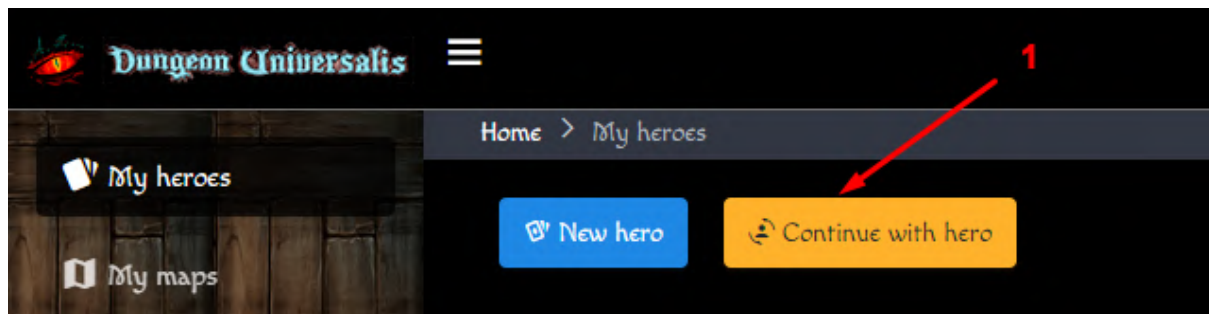 Dungeon Universalis
1
Home > My heroes
My heroes
New hero
Continue with hero
My maps